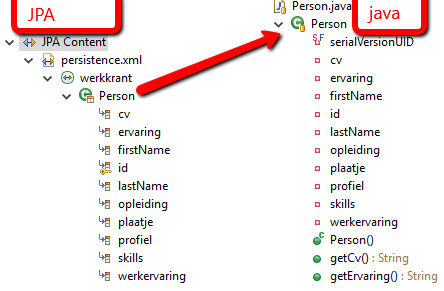 JPA
JPA Content
persistence.xml
werkkrant
Person
cv
ervaring
firstName
id
lastName
opleiding
plaatje
profiel
skills
werkervaring
Person.java
java
Person
serialVersionUID
cv
ervaring
firstName
id
lastName
opleiding
plaatje
profiel
skills
werkervaring
Person()
getCv() : String
getErvaring() : String